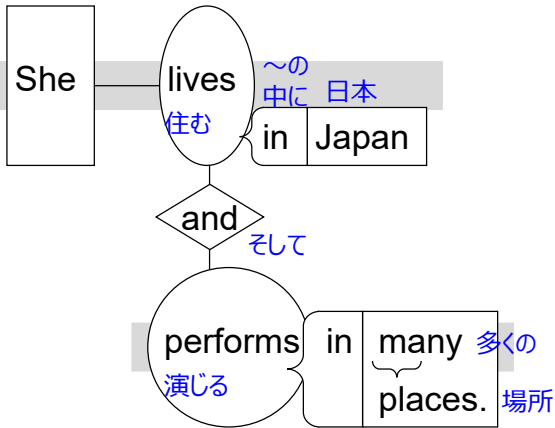 She lives ～の
中に 日本
住む in Japan
and
そして
performs in many 多くの
演じる places. 場所